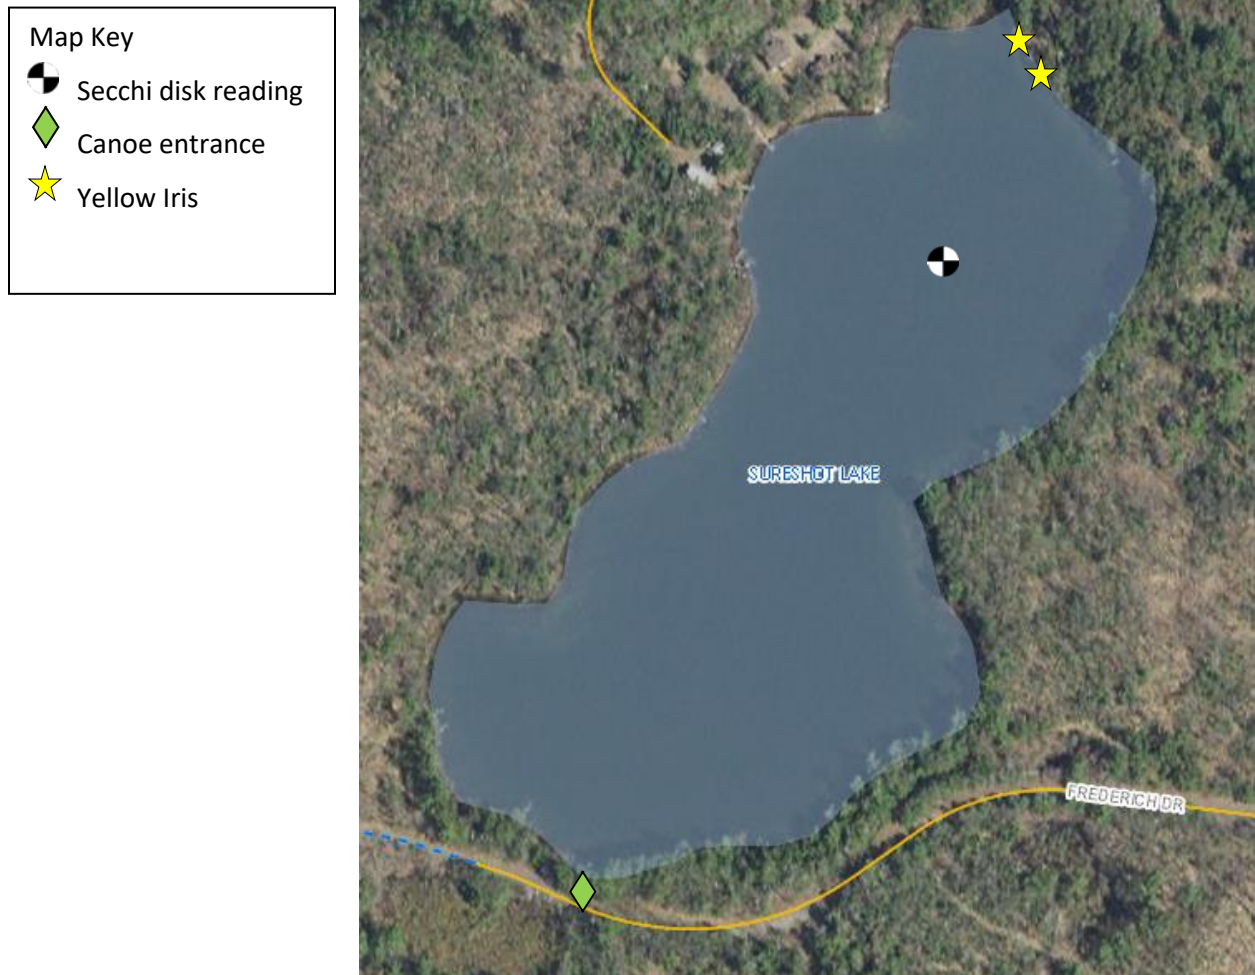 Map Key
Secchi disk reading
Canoe entrance
Yellow Iris
SURESHOT LAKE
FREDERICH DR